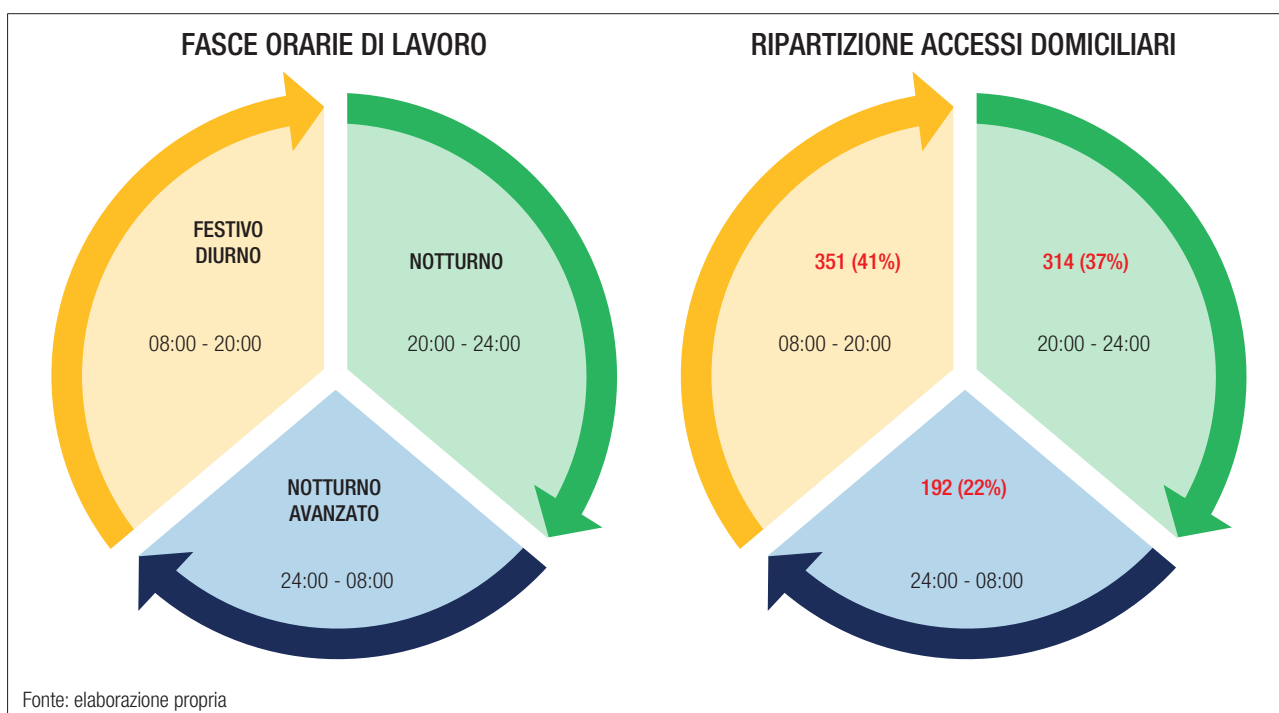 FASCE ORARIE DI LAVORO
FESTIVO
DIURNO
08:00 - 20:00
NOTTURNO
20:00 - 24:00
NOTTURNO
AVANZATO
24:00 - 08:00
RIPARTIZIONE ACCESSI DOMICILIARI
351 (41%)
08:00 - 20:00
314 (37%)
20:00 - 24:00
192 (22%)
24:00 - 08:00
Fonte: elaborazione propria